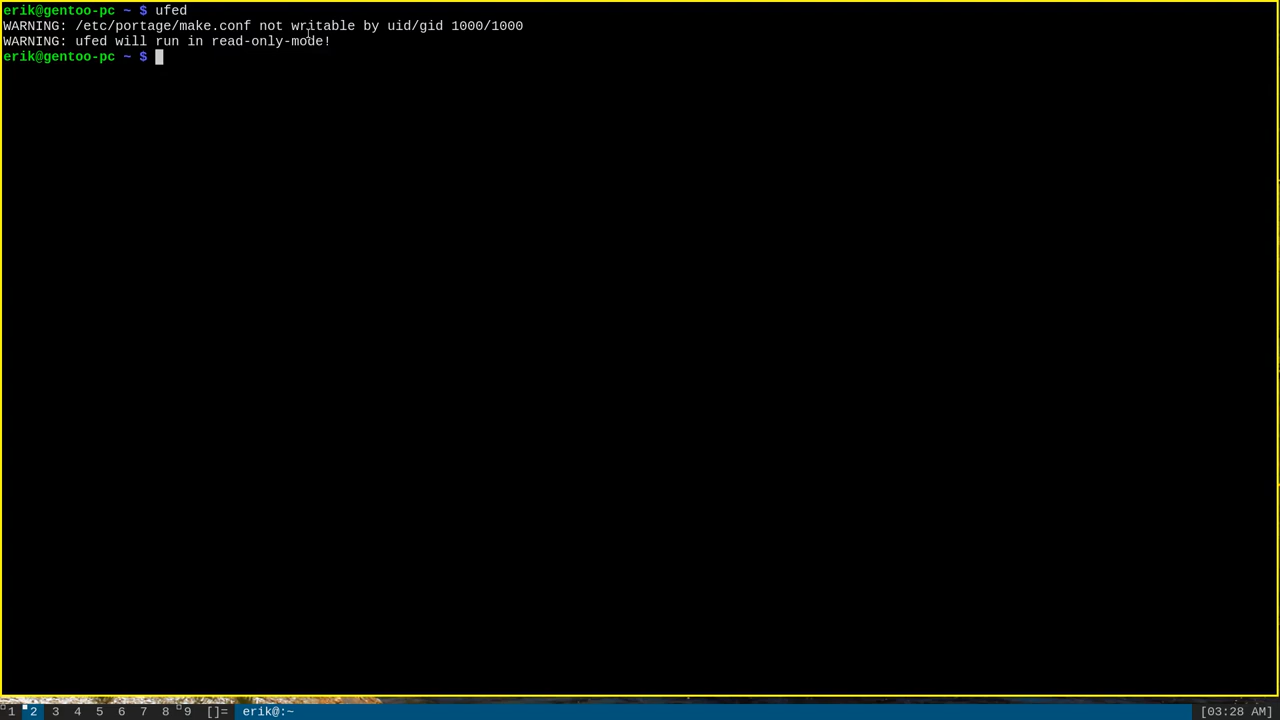 erik@gentoo-pc ~ $ ufed
WARNING: /etc/portage/make.conf not writable by uid/gid 1000/1000
WARNING: ufed will run in read-only-mode!
erik@gentoo-pc ~ $
1 2 3 4 5 6 7 8 9 []= erik@:~ [03:28 AM]